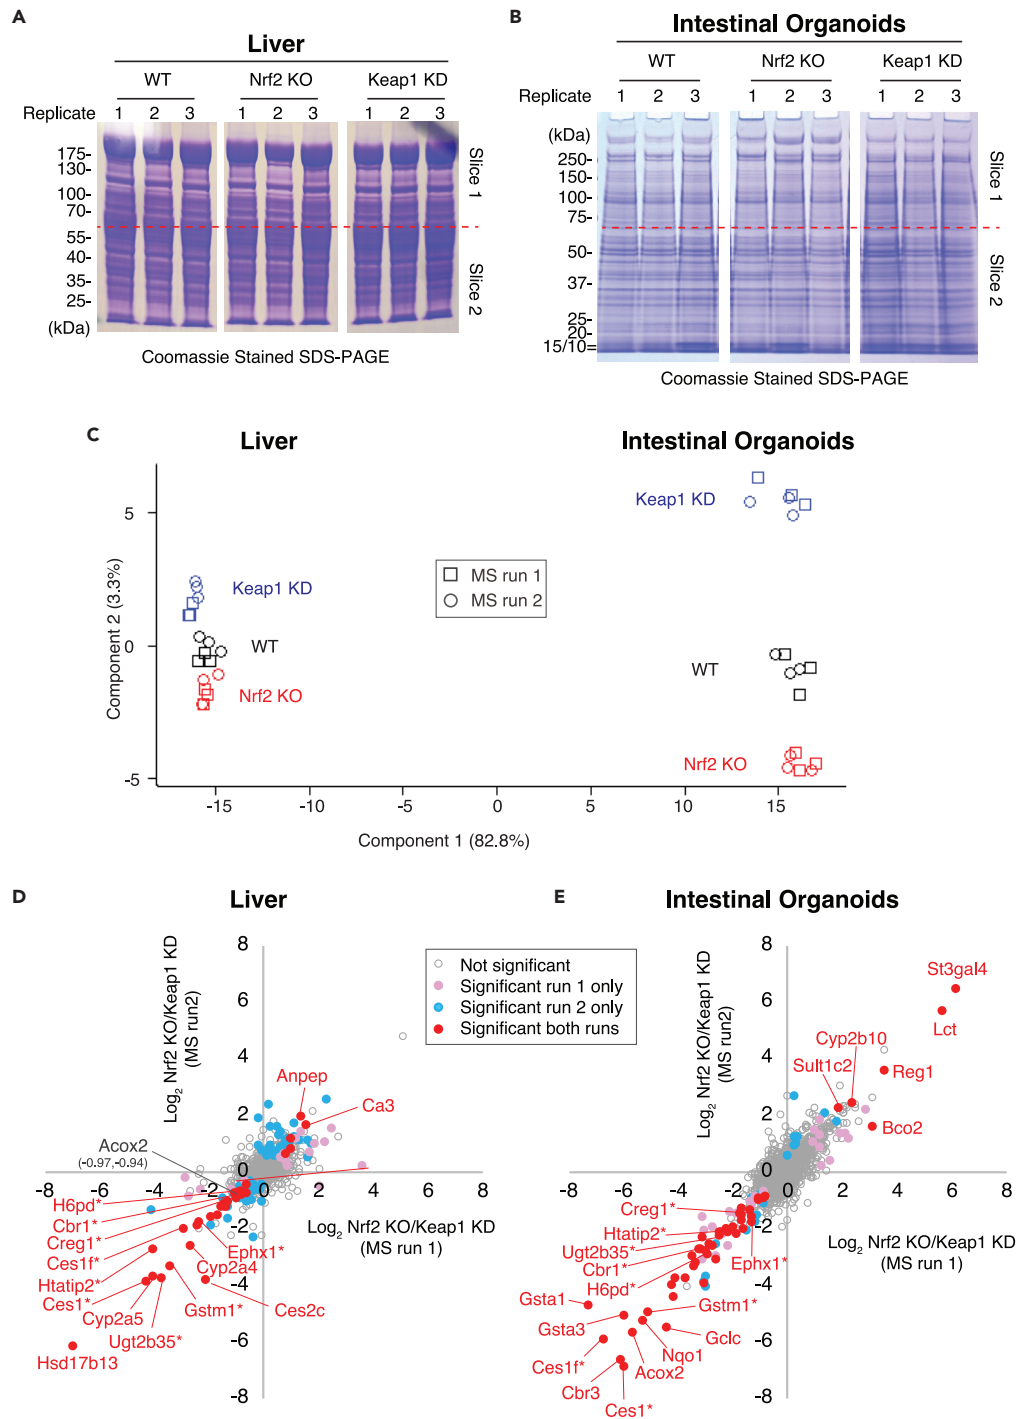 A
Liver
WT Nrf2 KO Keap1 KD
Replicate 1 2 3 1 2 3 1 2 3
175-
130-
100-
70-
55-
40-
35-
25-
(kDa)
Slice 1
Slice 2
Coomassie Stained SDS-PAGE
B
Intestinal Organoids
WT Nrf2 KO Keap1 KD
Replicate 1 2 3 1 2 3 1 2 3
(kDa)
250-
150-
100-
75-
50-
37-
25-
20-
15/10=
Slice 1
Slice 2
Coomassie Stained SDS-PAGE
C
Liver
Intestinal Organoids
Component 2 (3.3%)
5
0
-5
Keap1 KD
WT
Nrf2 KO
MS run 1
MS run 2
Keap1 KD
WT
Nrf2 KO
-15 -10 -5 0 5 10 15
Component 1 (82.8%)
D
Liver
Log2 Nrf2 KO/Keap1 KD
(MS run2)
8
6
4
2
0
-2
-4
-6
-8
-8 -6 -4 -2 2 4 6 8
Log2 Nrf2 KO/Keap1 KD
(MS run 1)
Not significant
Significant run 1 only
Significant run 2 only
Significant both runs
Anpep
Ca3
Acox2
(-0.97,-0.94)
H6pd*
Cbr1*
Creg1*
Ces1f*
Htatip2*
Ces1*
Cyp2a5
Ugt2b35*
Hsd17b13
Ephx1*
Cyp2a4
Gstm1*
Ces2c
E
Intestinal Organoids
Log2 Nrf2 KO/Keap1 KD
(MS run2)
8
6
4
2
0
-2
-4
-6
-8
-8 -6 -4 -2 2 4 6 8
Log2 Nrf2 KO/Keap1 KD
(MS run 1)
St3gal4
Lct
Cyp2b10
Sult1c2
Reg1
Bco2
Creg1*
Htatip2*
Ugt2b35*
Cbr1*
H6pd*
Ephx1*
Gsta1
Gsta3
Ces1f*
Cbr3
Ces1*
Gstm1*
Gclc
Nqo1
Acox2